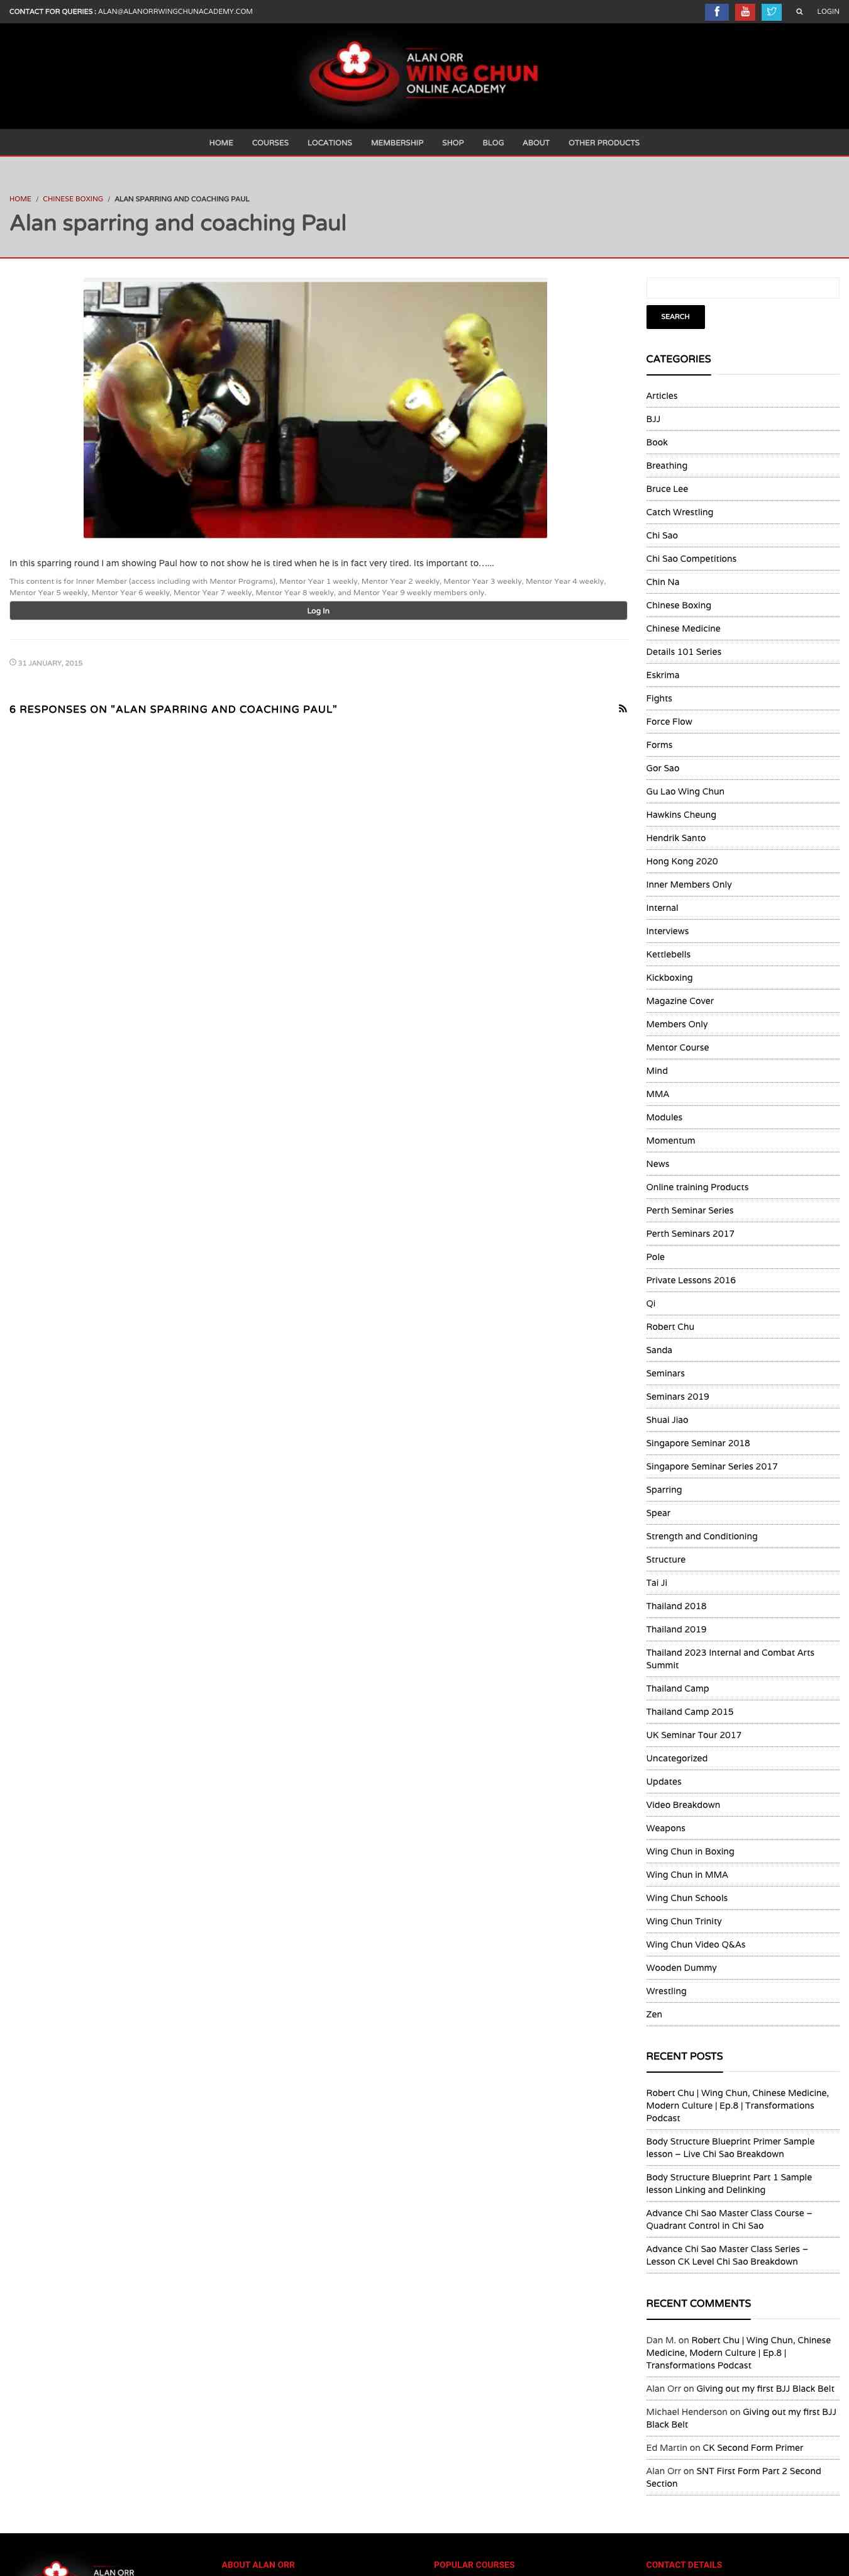 CONTACT FOR QUERIES : ALAN@ALANORRWINGCHUNACADEMY.COM
LOGIN
ALAN ORR
WING CHUN
ONLINE ACADEMY
HOME COURSES LOCATIONS MEMBERSHIP SHOP BLOG ABOUT OTHER PRODUCTS
HOME / CHINESE BOXING / ALAN SPARRING AND COACHING PAUL
Alan sparring and coaching Paul
In this sparring round I am showing Paul how to not show he is tired when he is in fact very tired. Its important to…...
This content is for Inner Member (access including with Mentor Programs), Mentor Year 1 weekly, Mentor Year 2 weekly, Mentor Year 3 weekly, Mentor Year 4 weekly,
Mentor Year 5 weekly, Mentor Year 6 weekly, Mentor Year 7 weekly, Mentor Year 8 weekly, and Mentor Year 9 weekly members only.
Log In
31 JANUARY, 2015
6 RESPONSES ON "ALAN SPARRING AND COACHING PAUL"
SEARCH
CATEGORIES
Articles
BJJ
Book
Breathing
Bruce Lee
Catch Wrestling
Chi Sao
Chi Sao Competitions
Chin Na
Chinese Boxing
Chinese Medicine
Details 101 Series
Eskrima
Fights
Force Flow
Forms
Gor Sao
Gu Lao Wing Chun
Hawkins Cheung
Hendrik Santo
Hong Kong 2020
Inner Members Only
Internal
Interviews
Kettlebells
Kickboxing
Magazine Cover
Members Only
Mentor Course
Mind
MMA
Modules
Momentum
News
Online training Products
Perth Seminar Series
Perth Seminars 2017
Pole
Private Lessons 2016
Qi
Robert Chu
Sanda
Seminars
Seminars 2019
Shuai Jiao
Singapore Seminar 2018
Singapore Seminar Series 2017
Sparring
Spear
Strength and Conditioning
Structure
Tai Ji
Thailand 2018
Thailand 2019
Thailand 2023 Internal and Combat Arts
Summit
Thailand Camp
Thailand Camp 2015
UK Seminar Tour 2017
Uncategorized
Updates
Video Breakdown
Weapons
Wing Chun in Boxing
Wing Chun in MMA
Wing Chun Schools
Wing Chun Trinity
Wing Chun Video Q&As
Wooden Dummy
Wrestling
Zen
RECENT POSTS
Robert Chu | Wing Chun, Chinese Medicine,
Modern Culture | Ep.8 | Transformations
Podcast
Body Structure Blueprint Primer Sample
lesson – Live Chi Sao Breakdown
Body Structure Blueprint Part 1 Sample
lesson Linking and Delinking
Advance Chi Sao Master Class Course –
Quadrant Control in Chi Sao
Advance Chi Sao Master Class Series –
Lesson CK Level Chi Sao Breakdown
RECENT COMMENTS
Dan M. on Robert Chu | Wing Chun, Chinese
Medicine, Modern Culture | Ep.8 |
Transformations Podcast
Alan Orr on Giving out my first BJJ Black Belt
Michael Henderson on Giving out my first BJJ
Black Belt
Ed Martin on CK Second Form Primer
Alan Orr on SNT First Form Part 2 Second
Section
ALAN ORR
ABOUT ALAN ORR
POPULAR COURSES
CONTACT DETAILS